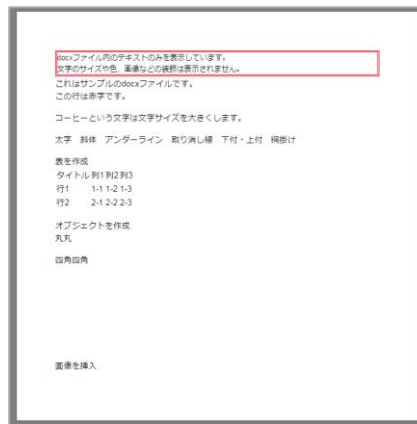 docxファイル内のテキストのみを表示しています。
文字のサイズや色、画像などの装飾は表示されません。
これはサンプルのdocxファイルです。
この行は赤字です。
コーヒーという文字は文字サイズを大きくします。
太字 斜体 アンダーライン 取り消し線 下付・上付 網掛け
表を作成
タイトル 列1 列2 列3
行1 1-1 1-2 1-3
行2 2-1 2-2 2-3
オブジェクトを作成
丸丸
四角四角
画像を挿入